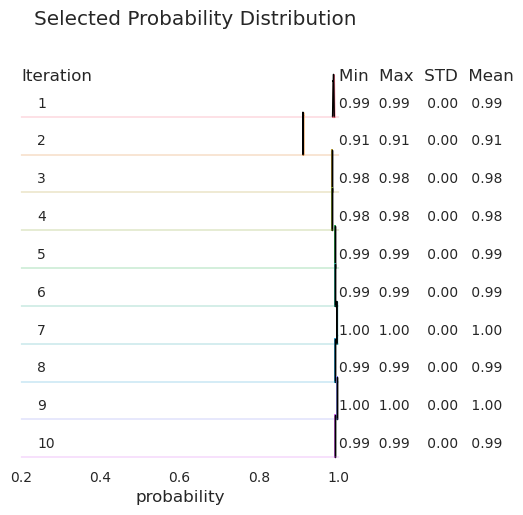 Selected Probability Distribution
Iteration Min Max STD Mean
1 0.99 0.99 0.00 0.99
2 0.91 0.91 0.00 0.91
3 0.98 0.98 0.00 0.98
4 0.98 0.98 0.00 0.98
5 0.99 0.99 0.00 0.99
6 0.99 0.99 0.00 0.99
7 1.00 1.00 0.00 1.00
8 0.99 0.99 0.00 0.99
9 1.00 1.00 0.00 1.00
10 0.99 0.99 0.00 0.99
0.2 0.4 0.6 0.8 1.0
probability